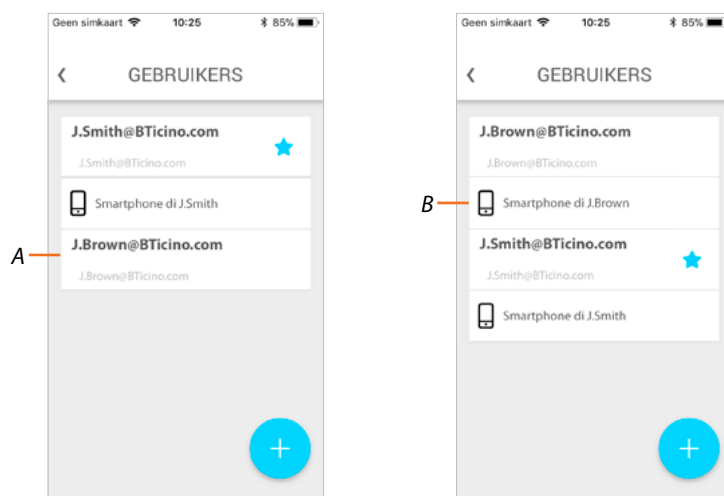 Geen simkaart 10:25 85%
GEBRUIKERS
J.Smith@BTicino.com
J.Smith@BTicino.com
Smartphone di J.Smith
A
J.Brown@BTicino.com
J.Brown@BTicino.com
+
Geen simkaart 10:25 85%
GEBRUIKERS
J.Brown@BTicino.com
J.Brown@BTicino.com
B
Smartphone di J.Brown
J.Smith@BTicino.com
J.Smith@BTicino.com
Smartphone di J.Smith
+